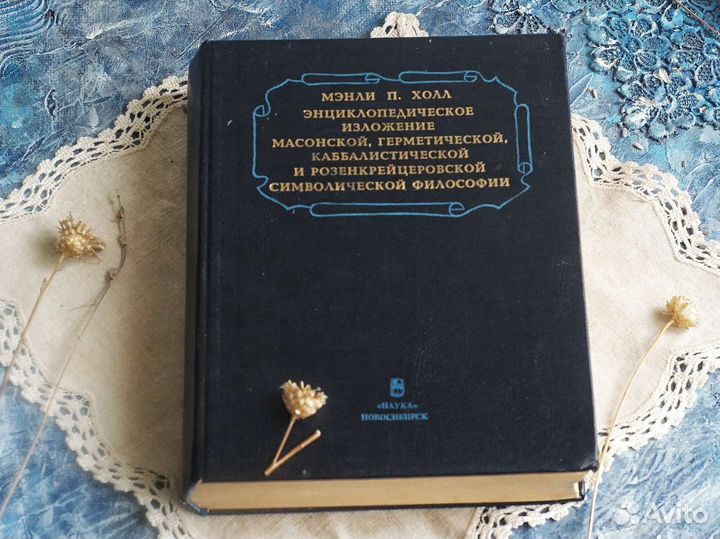 МЭНЛИ П. ХОЛЛ
ЭНЦИКЛОПЕДИЧЕСКОЕ
ИЗЛОЖЕНИЕ
МАСОНСКОЙ, ГЕРМЕТИЧЕСКОЙ,
КАББАЛИСТИЧЕСКОЙ
И РОЗЕНКРЕЙЦЕРОВСКОЙ
СИМВОЛИЧЕСКОЙ ФИЛОСОФИИ
«НАУКА»
НОВОСИБИРСК
Avito